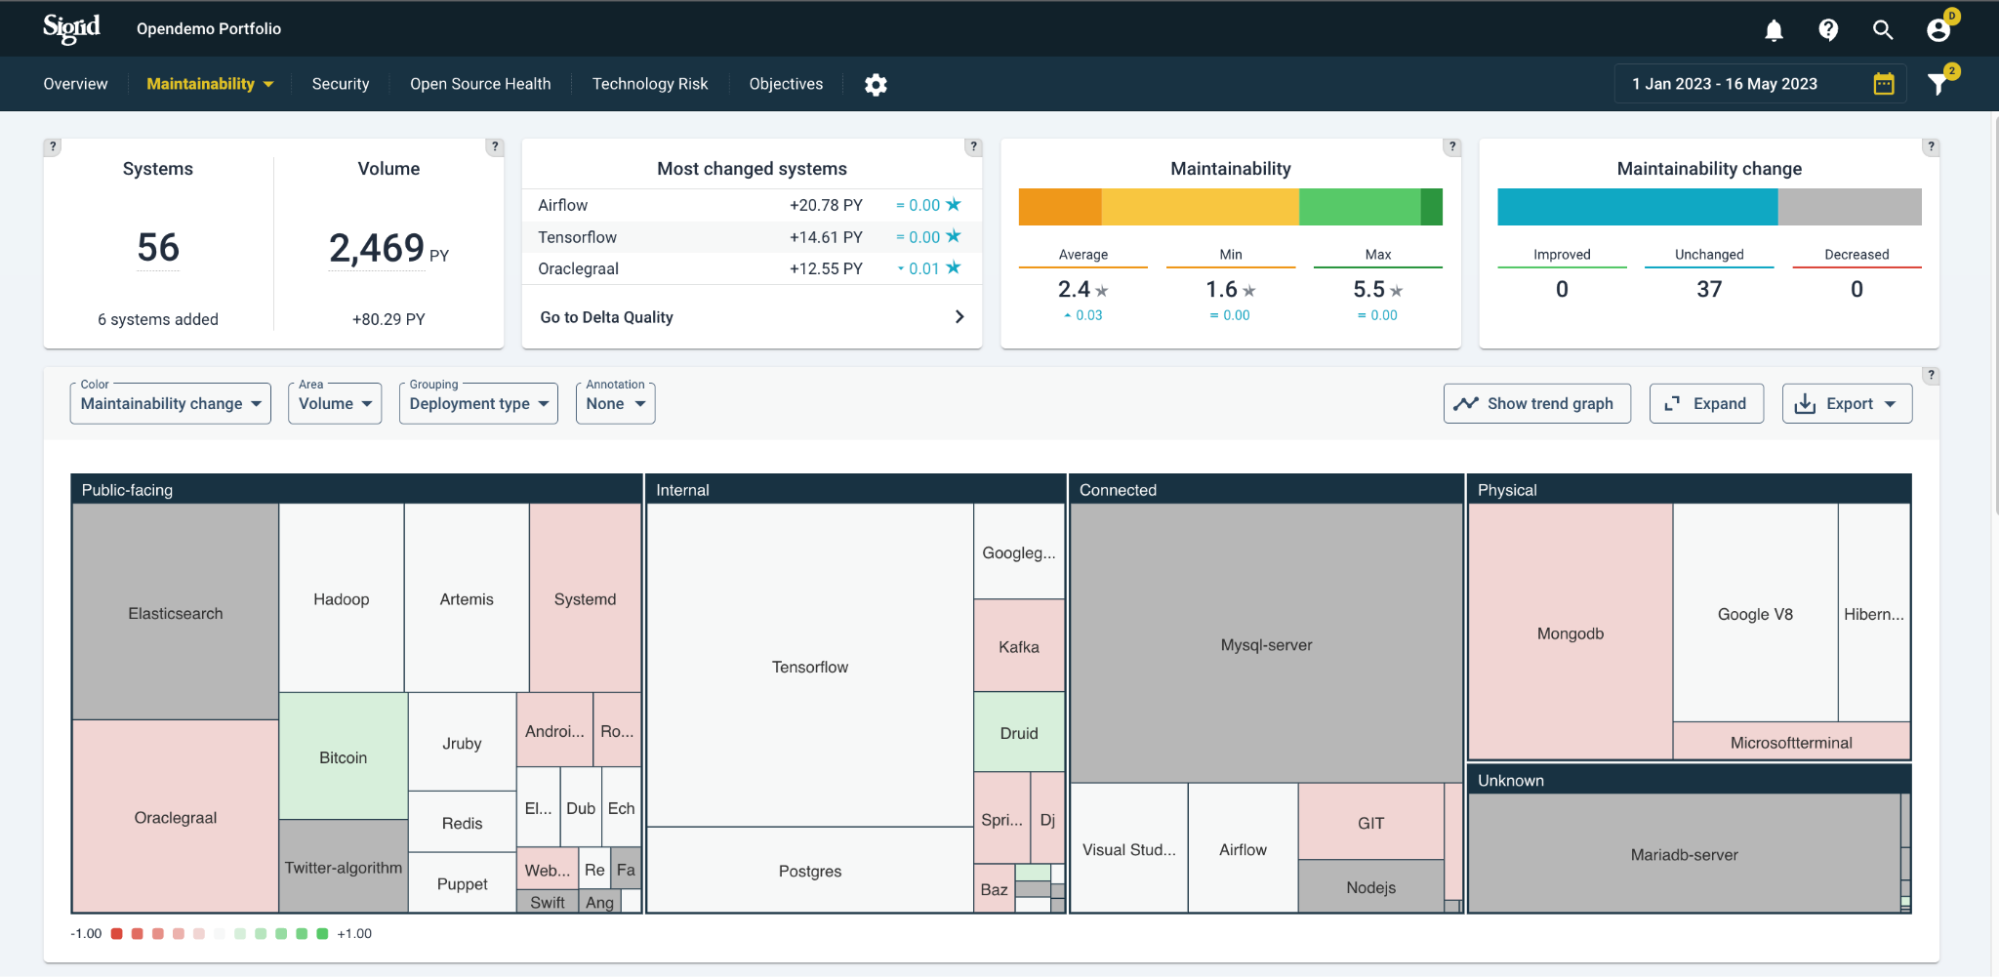 Sigrid
Opendemo Portfolio
D
Overview
Maintainability
Security
Open Source Health
Technology Risk
Objectives
1 Jan 2023 - 16 May 2023
2
?
Systems
56
6 systems added
?
Volume
2,469 PY
+80.29 PY
?
Most changed systems
Airflow +20.78 PY = 0.00
Tensorflow +14.61 PY = 0.00
Oraclegraal +12.55 PY 0.01
Go to Delta Quality
?
Maintainability
Average Min Max
2.4 1.6 5.5
0.03 = 0.00 = 0.00
?
Maintainability change
Improved Unchanged Decreased
0 37 0
?
Color
Maintainability change
Area
Volume
Grouping
Deployment type
Annotation
None
Show trend graph
Expand
Export
Public-facing
Elasticsearch
Hadoop
Artemis
Systemd
Oraclegraal
Bitcoin
Twitter-algorithm
Jruby
Redis
Puppet
Androi...
Ro...
El...
Dub
Ech
Web...
Re
Fa
Swift
Ang
Internal
Tensorflow
Postgres
Googleg...
Kafka
Druid
Spri...
Dj
Baz
Connected
Mysql-server
Visual Stud...
Airflow
GIT
Nodejs
Physical
Mongodb
Google V8
Hibern...
Microsoftterminal
Unknown
Mariadb-server
-1.00 +1.00